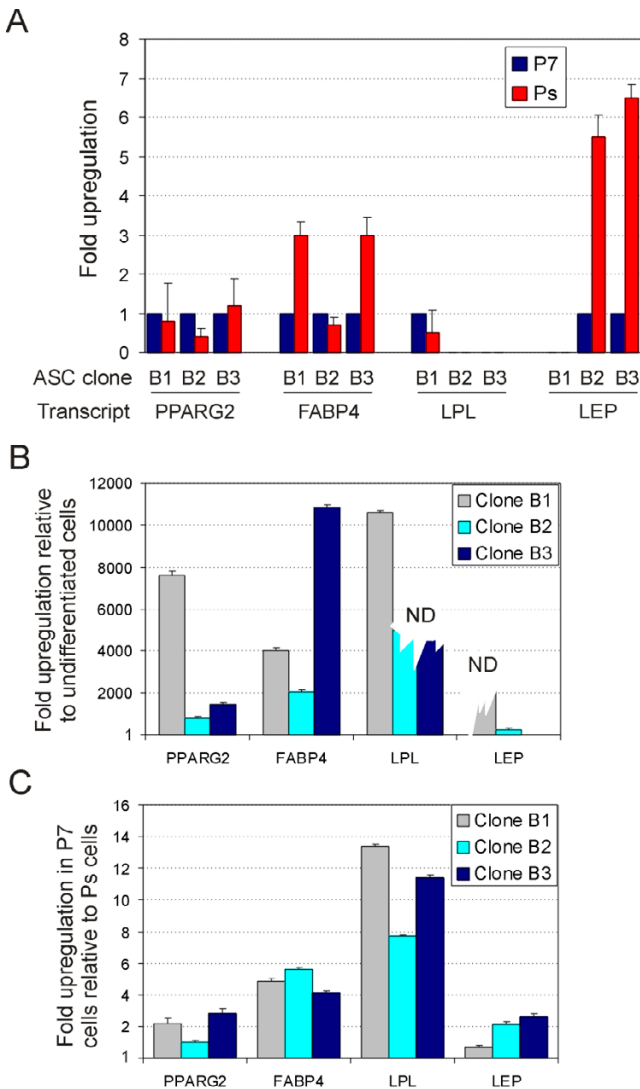 A
8
7
6
5
4
3
2
1
0
Fold upregulation
P7
Ps
ASC clone B1 B2 B3 B1 B2 B3 B1 B2 B3 B1 B2 B3
Transcript PPARG2 FABP4 LPL LEP
B
12000
10000
8000
6000
4000
2000
1
Fold upregulation relative
to undifferentiated cells
Clone B1
Clone B2
Clone B3
ND
ND
PPARG2 FABP4 LPL LEP
C
16
14
12
10
8
6
4
2
1
Fold upregulation in P7
cells relative to Ps cells
Clone B1
Clone B2
Clone B3
PPARG2 FABP4 LPL LEP